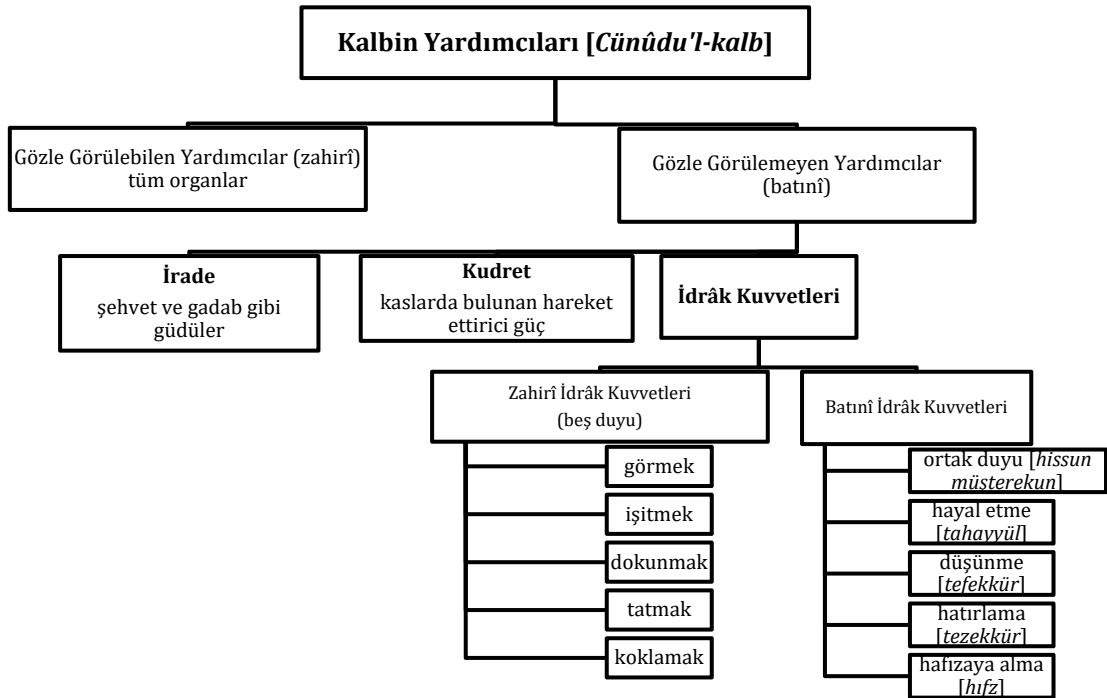 Kalbin Yardımcıları [Cünûdu'l-kalb]
Gözle Görülebilen Yardımcılar (zahirî)
tüm organlar
Gözle Görülemeyen Yardımcılar
(batınî)
İrade
şehvet ve gadab gibi
güdüler
Kudret
kaslarda bulunan hareket
ettirici güç
İdrâk Kuvvetleri
Zahirî İdrâk Kuvvetleri
(beş duyu)
görmek
işitmek
dokunmak
tatmak
koklamak
Batınî İdrâk Kuvvetleri
ortak duyu [hissun
müsterekun]
hayal etme
[tahayyül]
düşünme
[tefekkür]
hatırlama
[tezekkür]
hafızaya alma
[hıfz]